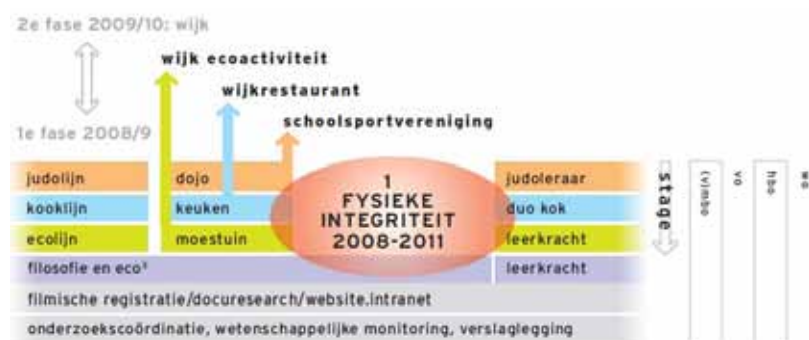 2e fase 2009/10: wijk
wijk ecoactiviteit
wijkrestaurant
schoolsportvereniging
1e fase 2008/9
judolijn dojo judoleraar
kooklijn keuken duo kok
ecolijn moestuin leerkracht
1
FYSIEKE
INTEGRITEIT
2008-2011
filosofie en eco³ leerkracht
filmische registratie/docuresearch/website.intranet
onderzoekscoördinatie, wetenschappelijke monitoring, verslaglegging
stage
(v)mbo
vo
hbo
wo